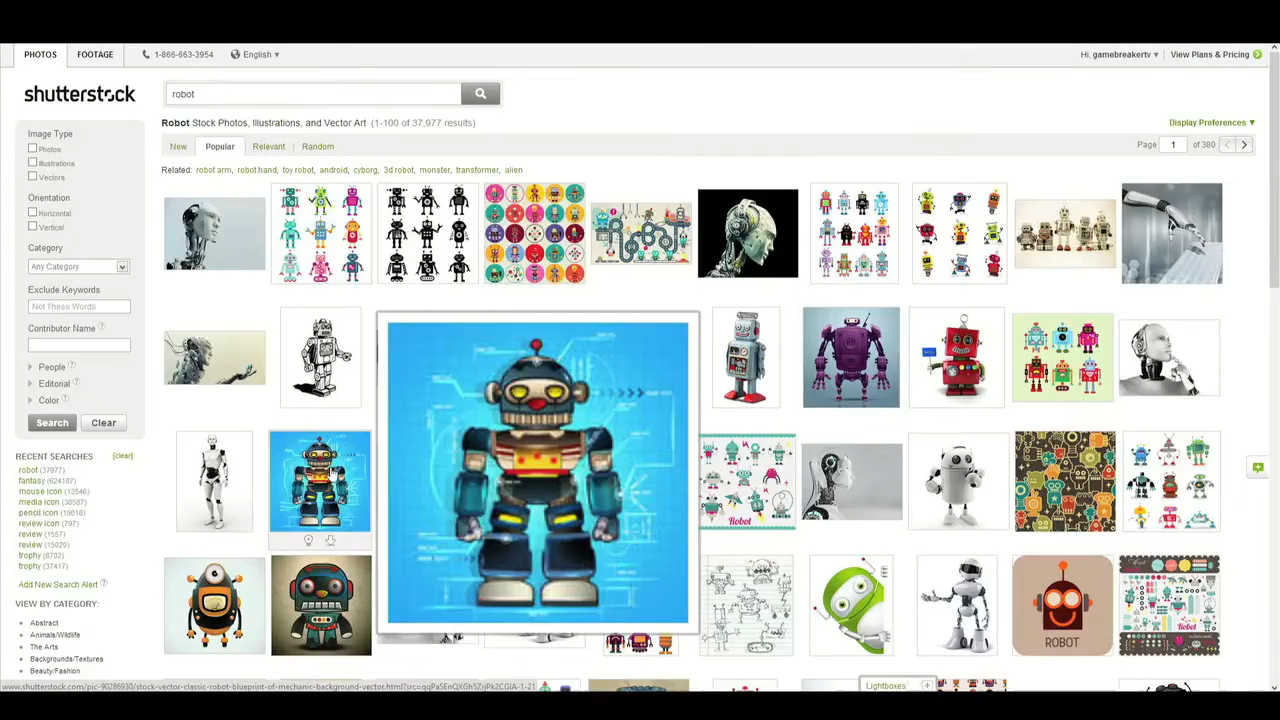 PHOTOS
FOOTAGE
1-866-663-3954
English
Hi, gamebreakertv
View Plans & Pricing
shutterstock
robot
Robot Stock Photos, Illustrations, and Vector Art (1-100 of 37,977 results)
Display Preferences
New
Popular
Relevant
Random
Page 1 of 380
Related: robot arm, robot hand, toy robot, android, cyborg, 3d robot, monster, transformer, alien
Image Type
Photos
Illustrations
Vectors
Orientation
Horizontal
Vertical
Category
Any Category
Exclude Keywords
Not These Words
Contributor Name ?
People ?
Editorial ?
Color ?
Search
Clear
RECENT SEARCHES
[clear]
robot (37977)
fantasy (624187)
mouse icon (13546)
media icon (38587)
pencil icon (19018)
review icon (797)
review (1557)
review (15020)
trophy (8702)
trophy (37417)
Add New Search Alert ?
VIEW BY CATEGORY:
Abstract
Animals/Wildlife
The Arts
Backgrounds/Textures
Beauty/Fashion
Robot
ROBOT
Robot
Lightboxes